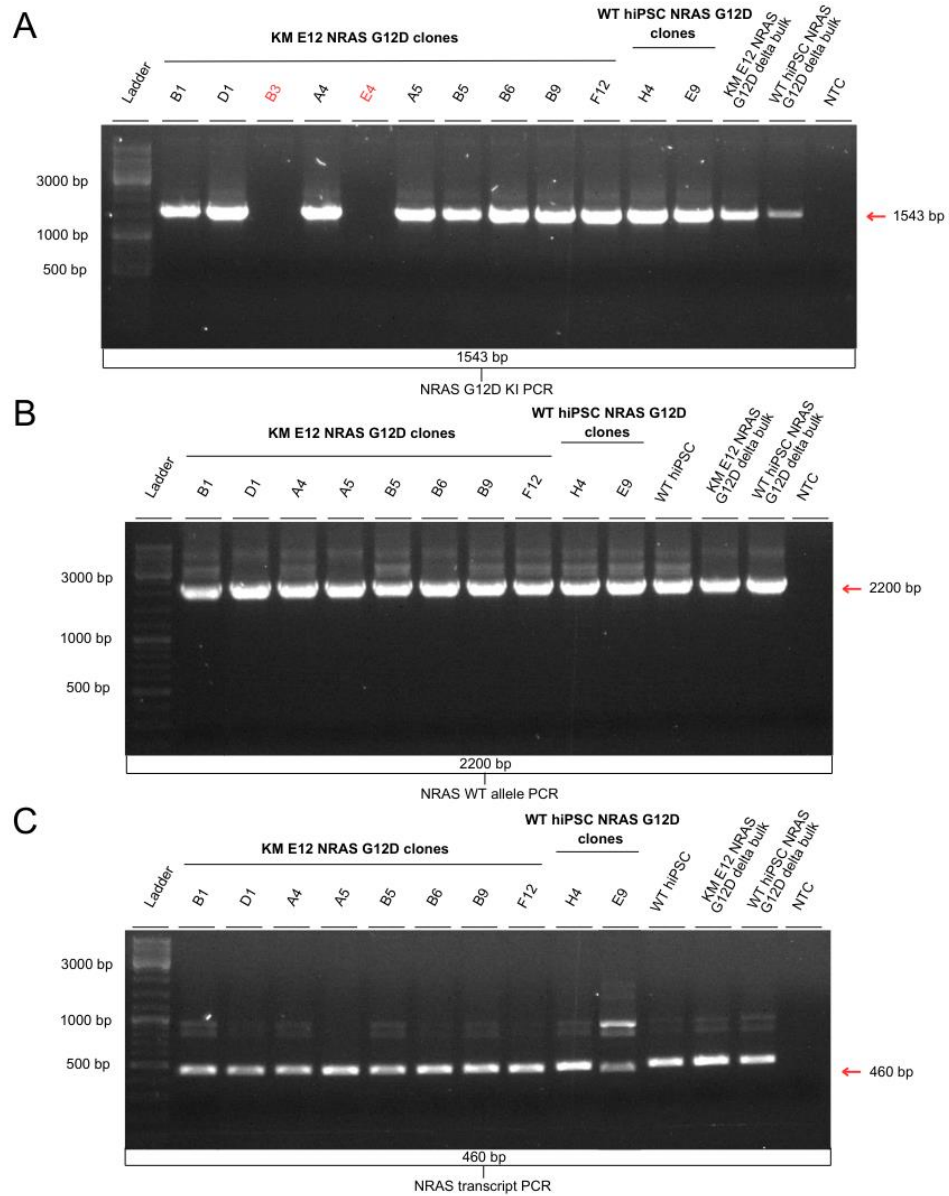 A
KM E12 NRAS G12D clones
WT hiPSC NRAS G12D
clones
Ladder
B1
D1
B3
A4
E4
A5
B5
B6
B9
F12
H4
E9
KM E12 NRAS
G12D delta bulk
WT hiPSC NRAS
G12D delta bulk
NTC
3000 bp
1000 bp
500 bp
← 1543 bp
1543 bp
NRAS G12D KI PCR
B
KM E12 NRAS G12D clones
WT hiPSC NRAS G12D
clones
Ladder
B1
D1
A4
A5
B5
B6
B9
F12
H4
E9
WT hiPSC
KM E12 NRAS
G12D delta bulk
WT hiPSC NRAS
G12D delta bulk
NTC
3000 bp
1000 bp
500 bp
← 2200 bp
2200 bp
NRAS WT allele PCR
C
KM E12 NRAS G12D clones
WT hiPSC NRAS G12D
clones
Ladder
B1
D1
A4
A5
B5
B6
B9
F12
H4
E9
WT hiPSC
KM E12 NRAS
G12D delta bulk
WT hiPSC NRAS
G12D delta bulk
NTC
3000 bp
1000 bp
500 bp
← 460 bp
460 bp
NRAS transcript PCR